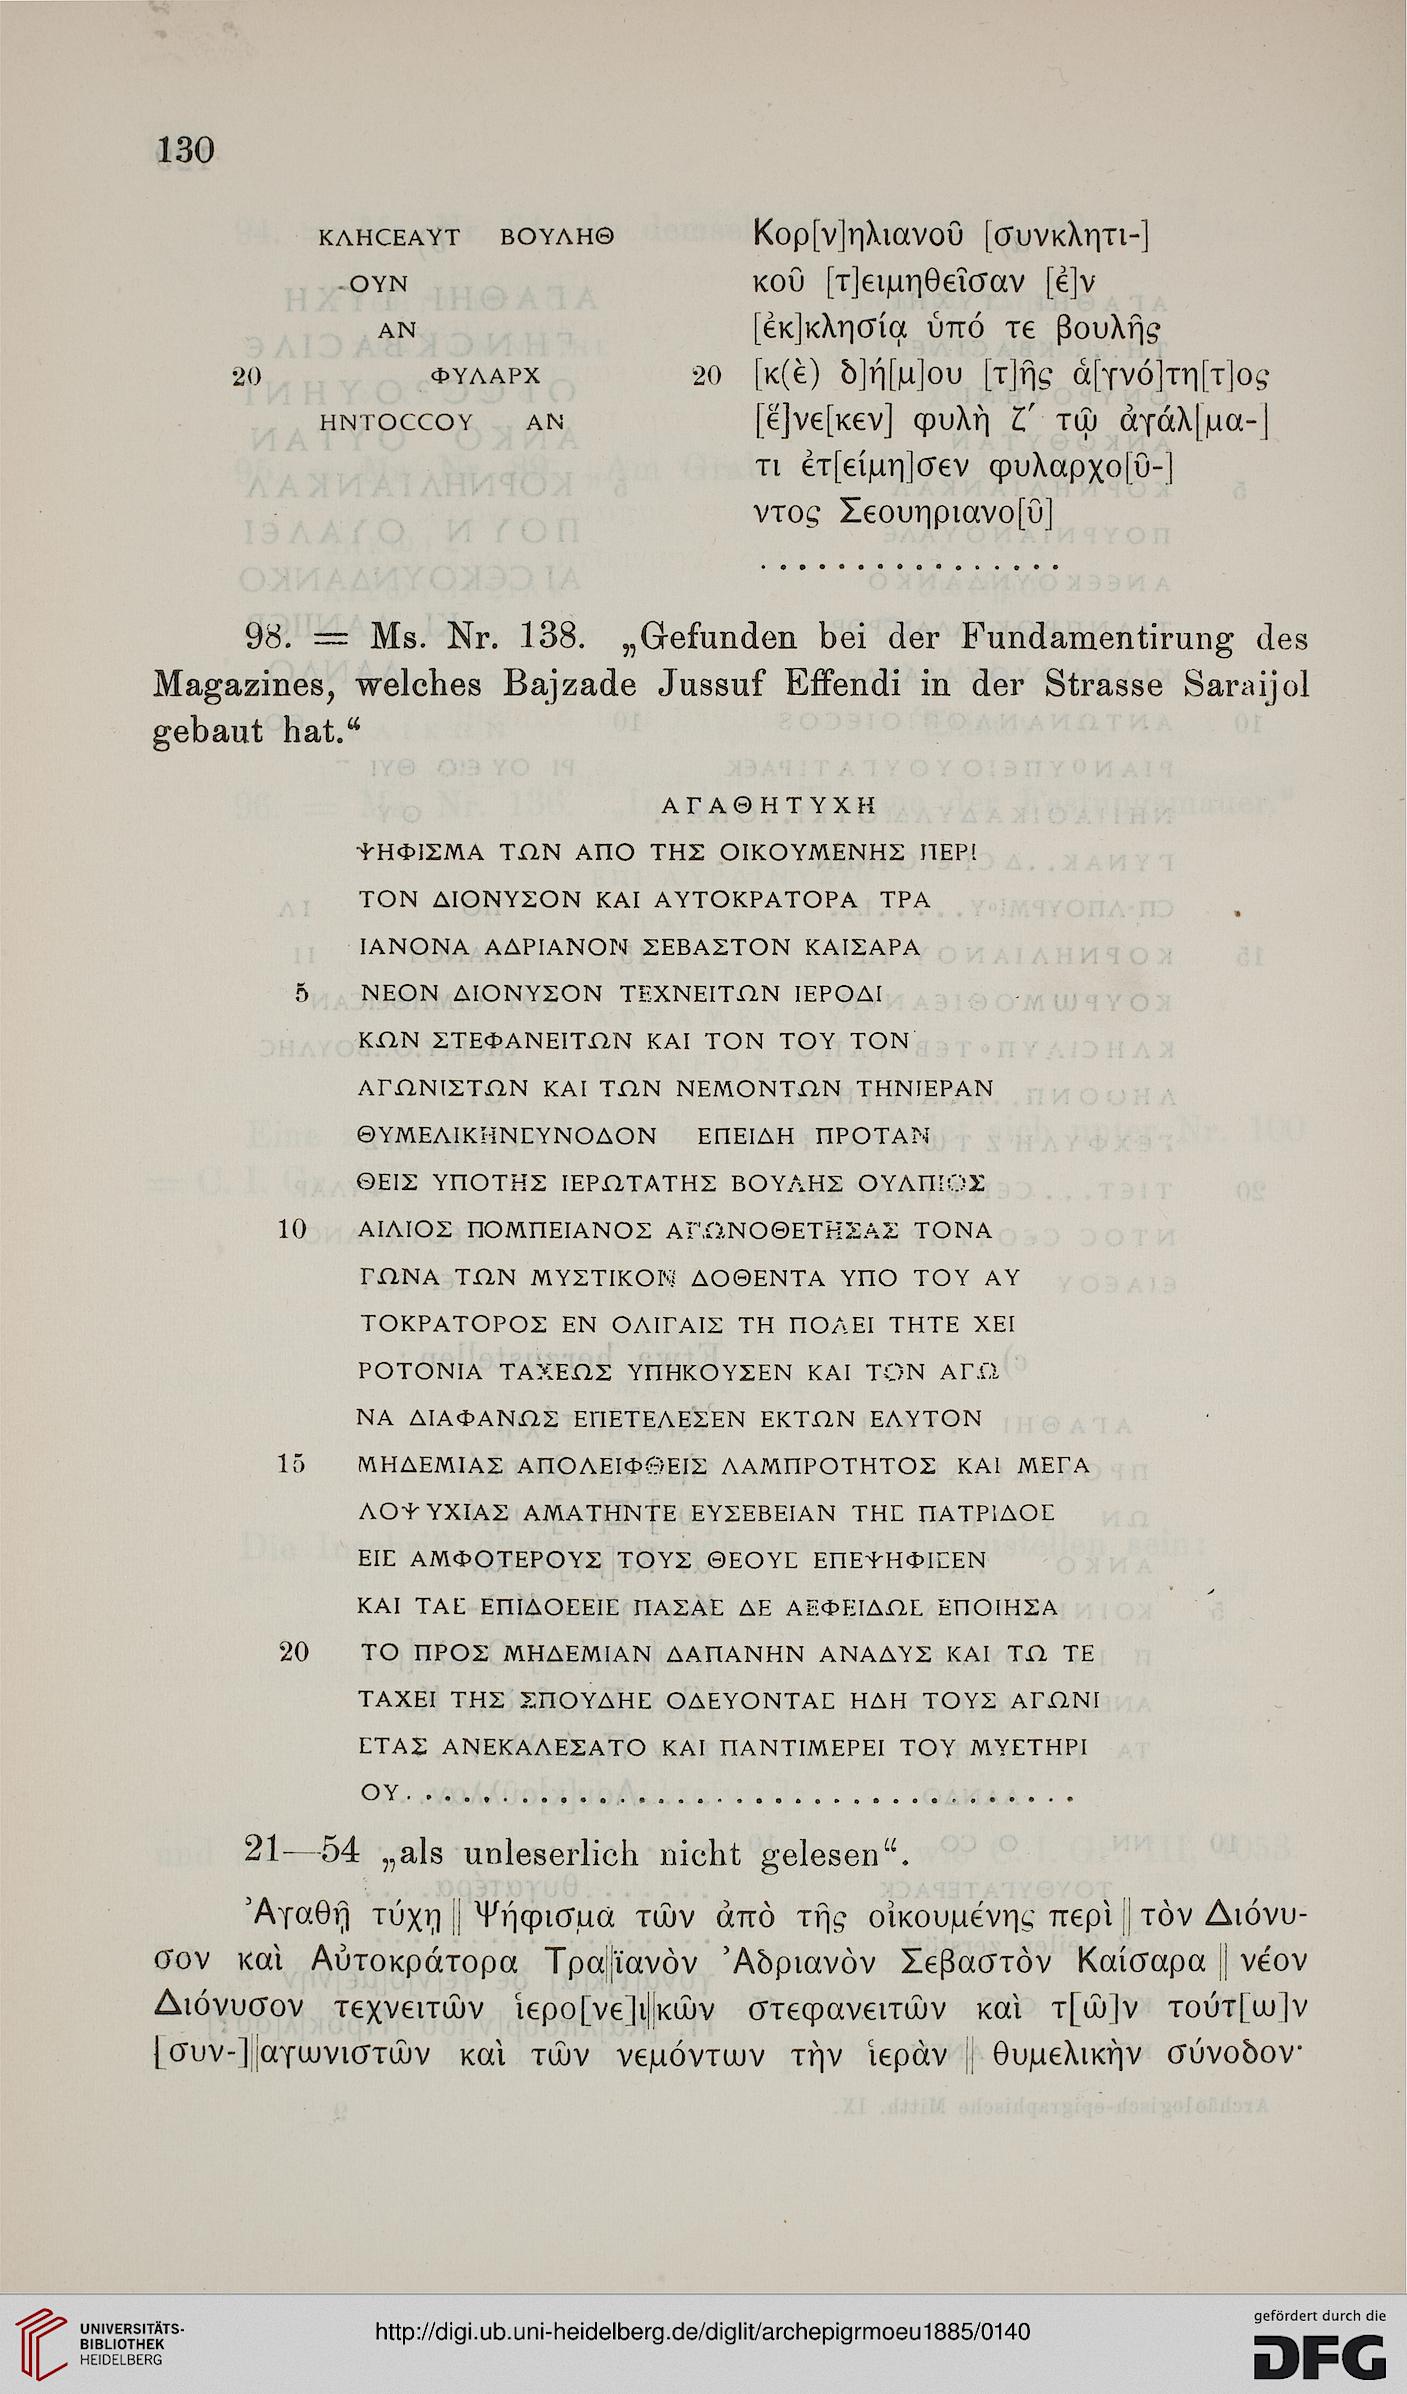 130
ΚΛΗϹΕΑΥΤ ΒΟΥΛΗΘ
ΟΥΝ
ΑΝ
20 ΦΥΛΑΡΧ
ΗΝΤΟϹϹΟΥ ΑΝ
Κορ[ν]ηλιανοῦ [συνκλητι-]
κοῦ [τ]ειμηθεῖσαν [ἐ]ν
[ἐκ]κλησίᾳ ὑπό τε βουλῆς
20 [κ(ὲ) δ]ή[μ]ου [τ]ῆς ἁ[γνό]τη[τ]ος
[ἕ]νε[κεν] φυλὴ Ζ′ τῷ ἀγάλ[μα-]
τι ἐτ[είμη]σεν φυλαρχο[ῦ-]
ντος Σεουηριανο[ῦ]
. . . . . . . . . . . . . . . .
98. = Ms. Nr. 138. „Gefunden bei der Fundamentirung des
Magazines, welches Bajzade Jussuf Effendi in der Strasse Saraijol
gebaut hat.“
ΑΓΑΘΗΤΥΧΗ
ΨΗΦΙΣΜΑ ΤΩΝ ΑΠΟ ΤΗΣ ΟΙΚΟΥΜΕΝΗΣ ΠΕΡΙ
ΤΟΝ ΔΙΟΝΥΣΟΝ ΚΑΙ ΑΥΤΟΚΡΑΤΟΡΑ ΤΡΑ
ΙΑΝΟΝΑ ΑΔΡΙΑΝΟΝ ΣΕΒΑΣΤΟΝ ΚΑΙΣΑΡΑ
5 ΝΕΟΝ ΔΙΟΝΥΣΟΝ ΤΕΧΝΕΙΤΩΝ ΙΕΡΟΔΙ
ΚΩΝ ΣΤΕΦΑΝΕΙΤΩΝ ΚΑΙ ΤΟΝ ΤΟΥ ΤΟΝ
ΑΓΩΝΙΣΤΩΝ ΚΑΙ ΤΩΝ ΝΕΜΟΝΤΩΝ ΤΗΝΙΕΡΑΝ
ΘΥΜΕΛΙΚΗΝΣΥΝΟΔΟΝ ΕΠΕΙΔΗ ΠΡΟΤΑΝ
ΘΕΙΣ ΥΠΟΤΗΣ ΙΕΡΩΤΑΤΗΣ ΒΟΥΛΗΣ ΟΥΛΠΙΟΣ
10 ΑΙΛΙΟΣ ΠΟΜΠΕΙΑΝΟΣ ΑΓΩΝΟΘΕΤΗΣΑΣ ΤΟΝΑ
ΓΩΝΑ ΤΩΝ ΜΥΣΤΙΚΟΝ ΔΟΘΕΝΤΑ ΥΠΟ ΤΟΥ ΑΥ
ΤΟΚΡΑΤΟΡΟΣ ΕΝ ΟΛΙΓΑΙΣ ΤΗ ΠΟΛΕΙ ΤΗΤΕ ΧΕΙ
ΡΟΤΟΝΙΑ ΤΑΧΕΩΣ ΥΠΗΚΟΥΣΕΝ ΚΑΙ ΤΟΝ ΑΓΩ
ΝΑ ΔΙΑΦΑΝΩΣ ΕΠΕΤΕΛΕΣΕΝ ΕΚΤΩΝ ΕΛΥΤΟΝ
15 ΜΗΔΕΜΙΑΣ ΑΠΟΛΕΙΦΘΕΙΣ ΛΑΜΠΡΟΤΗΤΟΣ ΚΑΙ ΜΕΓΑ
ΛΟΨΥΧΙΑΣ ΑΜΑΤΗΝΤΕ ΕΥΣΕΒΕΙΑΝ ΤΗΣ ΠΑΤΡΙΔΟΣ
ΕΙΣ ΑΜΦΟΤΕΡΟΥΣ ΤΟΥΣ ΘΕΟΥΣ ΕΠΕΨΗΦΙΣΕΝ
ΚΑΙ ΤΑΣ ΕΠΙΔΟΣΕΙΣ ΠΑΣΑΣ ΔΕ ΑΕΦΕΙΔΩΣ ΕΠΟΙΗΣΑ
20 ΤΟ ΠΡΟΣ ΜΗΔΕΜΙΑΝ ΔΑΠΑΝΗΝ ΑΝΑΔΥΣ ΚΑΙ ΤΩ ΤΕ
ΤΑΧΕΙ ΤΗΣ ΣΠΟΥΔΗΣ ΟΔΕΥΟΝΤΑΣ ΗΔΗ ΤΟΥΣ ΑΓΩΝΙ
ΣΤΑΣ ΑΝΕΚΑΛΕΣΑΤΟ ΚΑΙ ΠΑΝΤΙΜΕΡΕΙ ΤΟΥ ΜΥΣΤΗΡΙ
ΟΥ. . . . . . . . . . . . . . . . . . . . . . . . . . . . . . . . . . .
21—54 „als unleserlich nicht gelesen“.
Ἀγαθῇ τύχῃ || Ψήφισμα τῶν ἀπὸ τῆς οἰκουμένης περὶ || τὸν Διόνυ-
σον καὶ Αὐτοκράτορα Τρα||ϊανὸν Ἀδριανὸν Σεβαστὸν Καίσαρα || νέον
Διόνυσον τεχνειτῶν ἱερο[νε]ι||κῶν στεφανειτῶν καὶ τ[ῶ]ν τούτ[ω]ν
[συν-]||αγωνιστῶν καὶ τῶν νεμόντων τὴν ἱερὰν || θυμελικὴν σύνοδον·
UNIVERSITÄTS-
BIBLIOTHEK
HEIDELBERG
http://digi.ub.uni-heidelberg.de/diglit/archepigrmoeu1885/0140
gefördert durch die
DFG